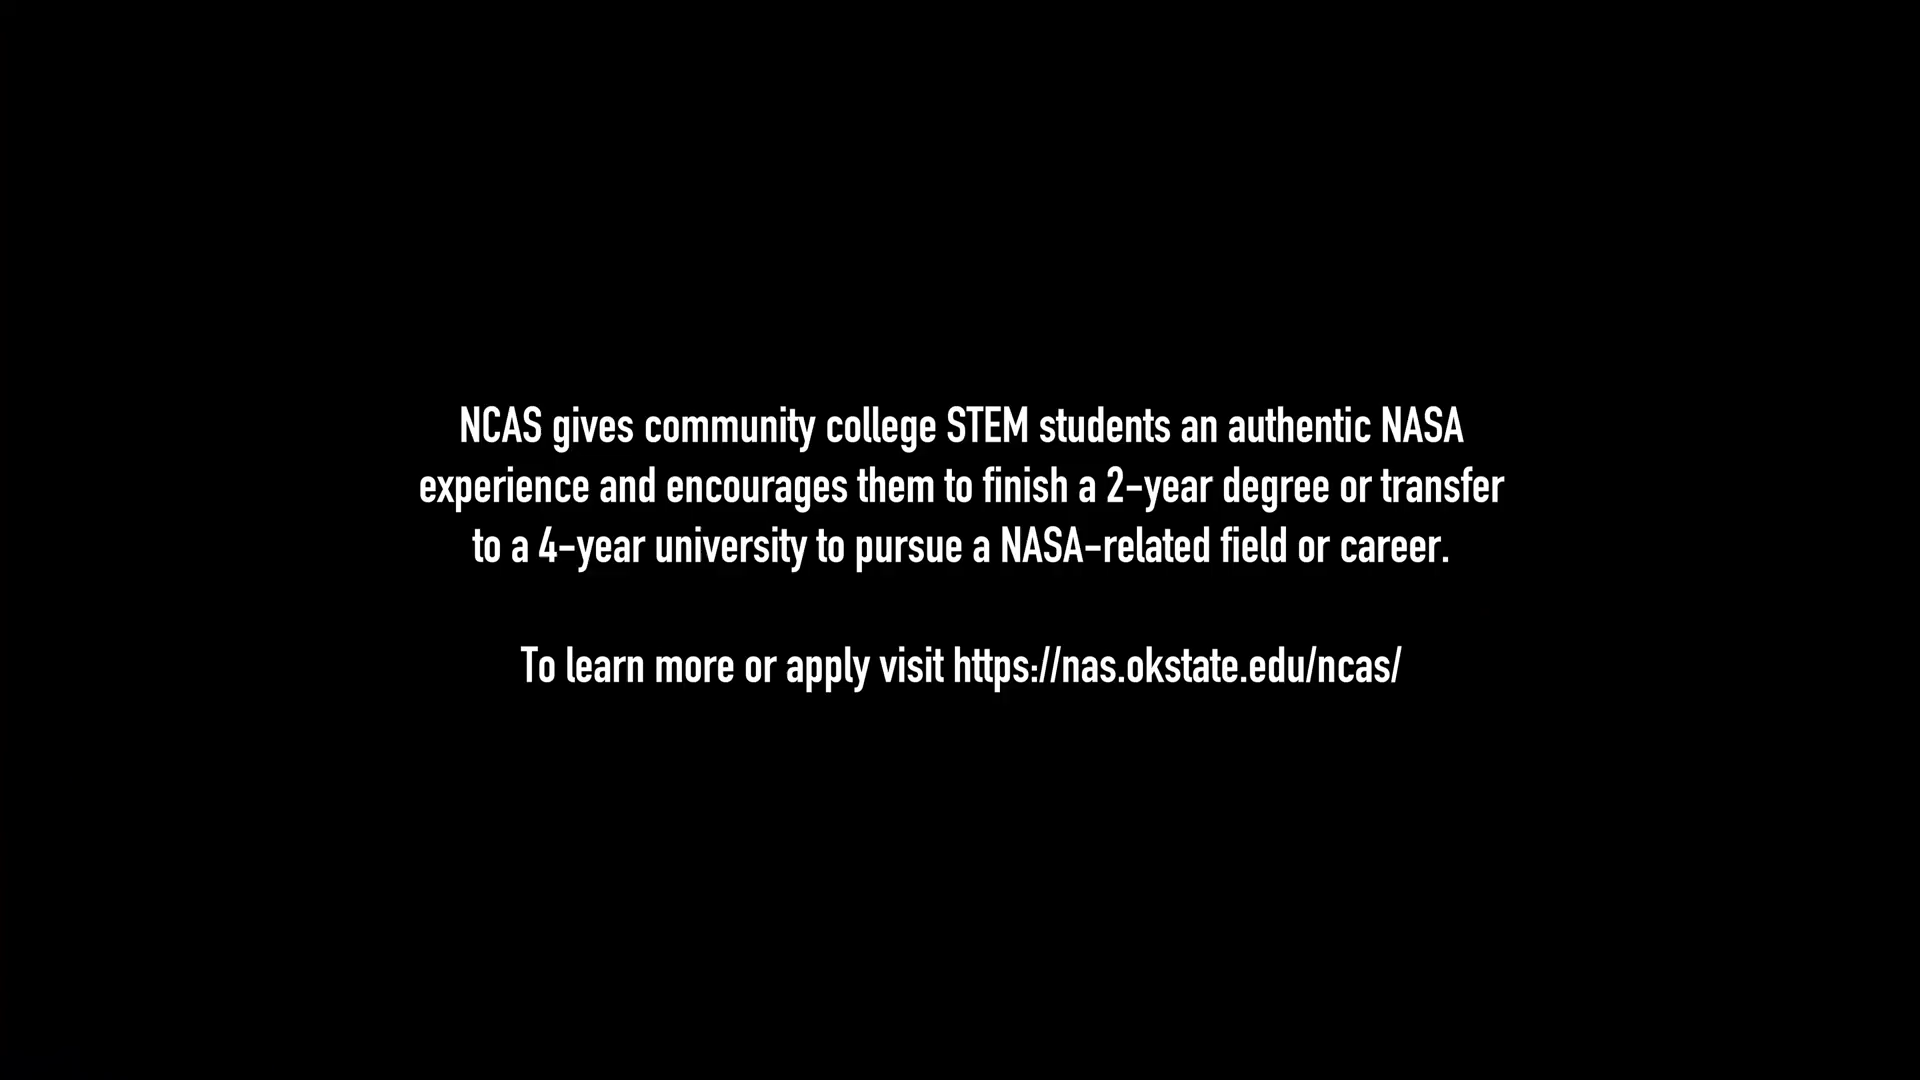 NCAS gives community college STEM students an authentic NASA
experience and encourages them to finish a 2-year degree or transfer
to a 4-year university to pursue a NASA-related field or career.
To learn more or apply visit https://nas.okstate.edu/ncas/